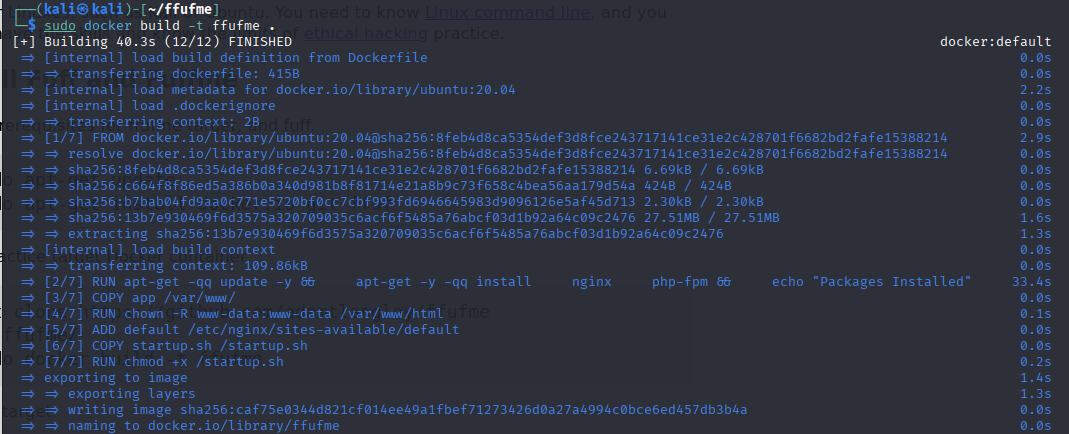 (kali㉿kali)-[~/ffufme]
$ sudo docker build -t ffufme .
[+] Building 40.3s (12/12) FINISHED docker:default
=> [internal] load build definition from Dockerfile 0.0s
=> => transferring dockerfile: 415B 0.0s
=> [internal] load metadata for docker.io/library/ubuntu:20.04 2.2s
=> [internal] load .dockerignore 0.0s
=> => transferring context: 2B 0.0s
=> [1/7] FROM docker.io/library/ubuntu:20.04@sha256:8feb4d8ca5354def3d8fce243717141ce31e2c428701f6682bd2fafe15388214 2.9s
=> => resolve docker.io/library/ubuntu:20.04@sha256:8feb4d8ca5354def3d8fce243717141ce31e2c428701f6682bd2fafe15388214 0.0s
=> => sha256:8feb4d8ca5354def3d8fce243717141ce31e2c428701f6682bd2fafe15388214 6.69kB / 6.69kB 0.0s
=> => sha256:c664f8f86ed5a386b0a340d981b8f81714e21a8b9c73f658c4bea56aa179d54a 424B / 424B 0.0s
=> => sha256:b7bab04fd9aa0c771e5720bf0cc7cbf993fd6946645983d9096126e5af45d713 2.30kB / 2.30kB 0.0s
=> => sha256:13b7e930469f6d3575a320709035c6acf6f5485a76abcf03d1b92a64c09c2476 27.51MB / 27.51MB 1.6s
=> => extracting sha256:13b7e930469f6d3575a320709035c6acf6f5485a76abcf03d1b92a64c09c2476 1.3s
=> [internal] load build context 0.0s
=> => transferring context: 109.86kB 0.0s
=> [2/7] RUN apt-get -qq update -y && apt-get -y -qq install nginx php-fpm && echo "Packages Installed" 33.4s
=> [3/7] COPY app /var/www/ 0.0s
=> [4/7] RUN chown -R www-data:www-data /var/www/html 0.1s
=> [5/7] ADD default /etc/nginx/sites-available/default 0.0s
=> [6/7] COPY startup.sh /startup.sh 0.0s
=> [7/7] RUN chmod +x /startup.sh 0.2s
=> exporting to image 1.4s
=> => exporting layers 1.3s
=> => writing image sha256:caf75e0344d821cf014ee49a1fbef71273426d0a27a4994c0bce6ed457db3b4a 0.0s
=> => naming to docker.io/library/ffufme 0.0s